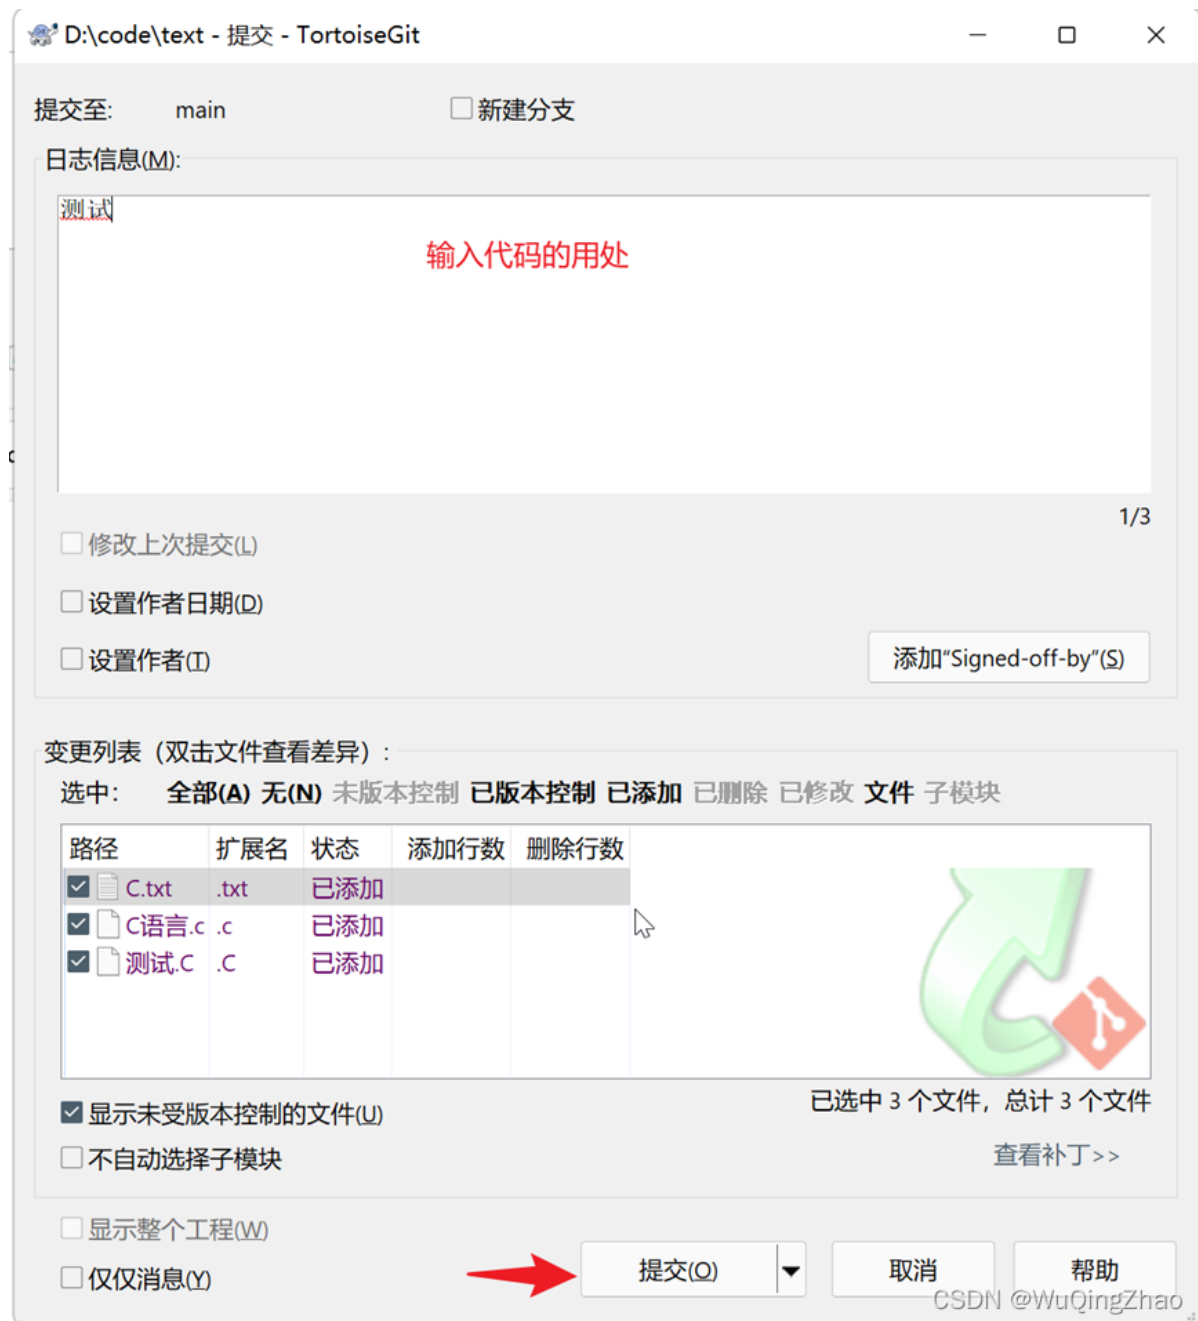 D:\code\text - 提交 - TortoiseGit
提交至: main 新建分支
日志信息(M):
测试
输入代码的用处
1/3
修改上次提交(L)
设置作者日期(D)
设置作者(T)
添加“Signed-off-by”(S)
变更列表（双击文件查看差异）:
选中: 全部(A) 无(N) 未版本控制 已版本控制 已添加 已删除 已修改 文件 子模块
路径 扩展名 状态 添加行数 删除行数
C.txt .txt 已添加
C语言.c .c 已添加
测试.C .C 已添加
显示未受版本控制的文件(U)
已选中 3 个文件，总计 3 个文件
不自动选择子模块
查看补丁>>
显示整个工程(W)
仅仅消息(Y)
提交(O) 取消 帮助
CSDN @WuQingZhao